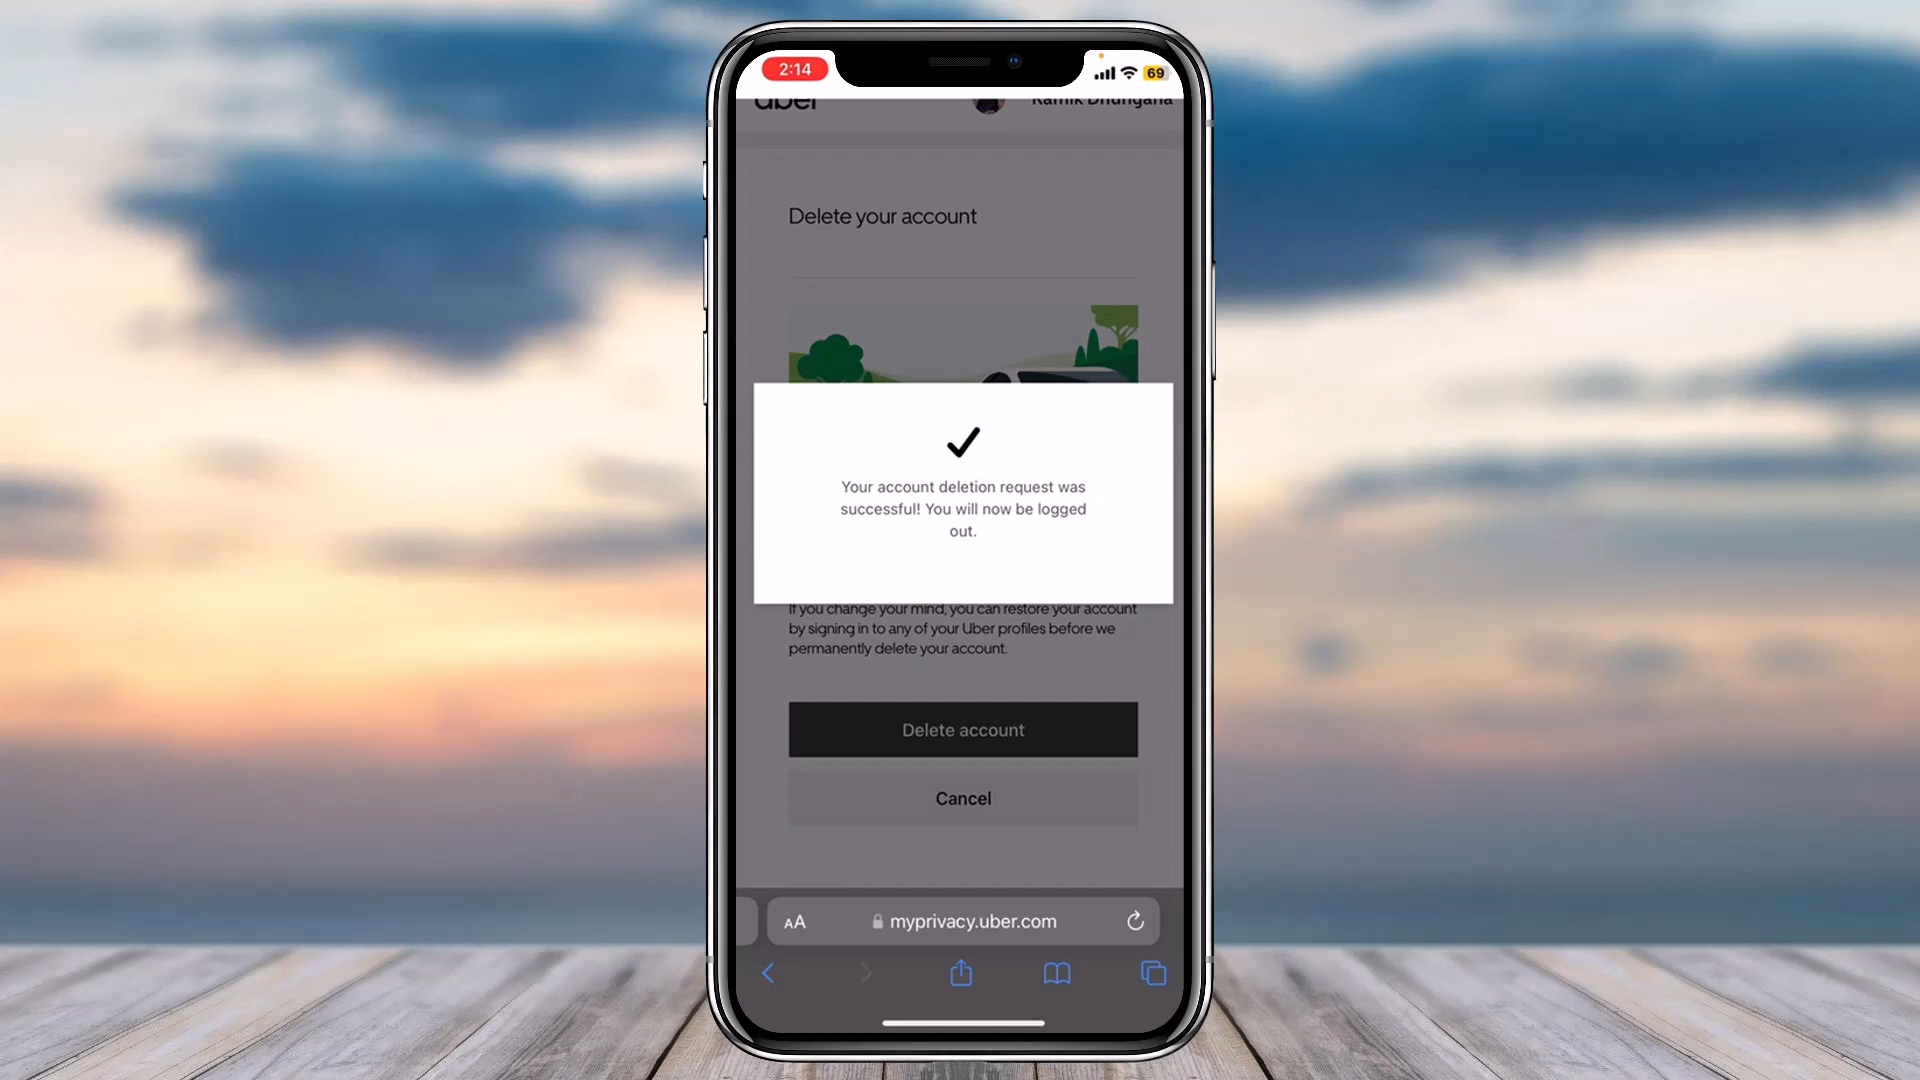 2:14
69
Uber
Delete your account
Your account deletion request was
successful! You will now be logged
out.
If you change your mind, you can restore your account
by signing in to any of your Uber profiles before we
permanently delete your account.
Delete account
Cancel
AA
myprivacy.uber.com